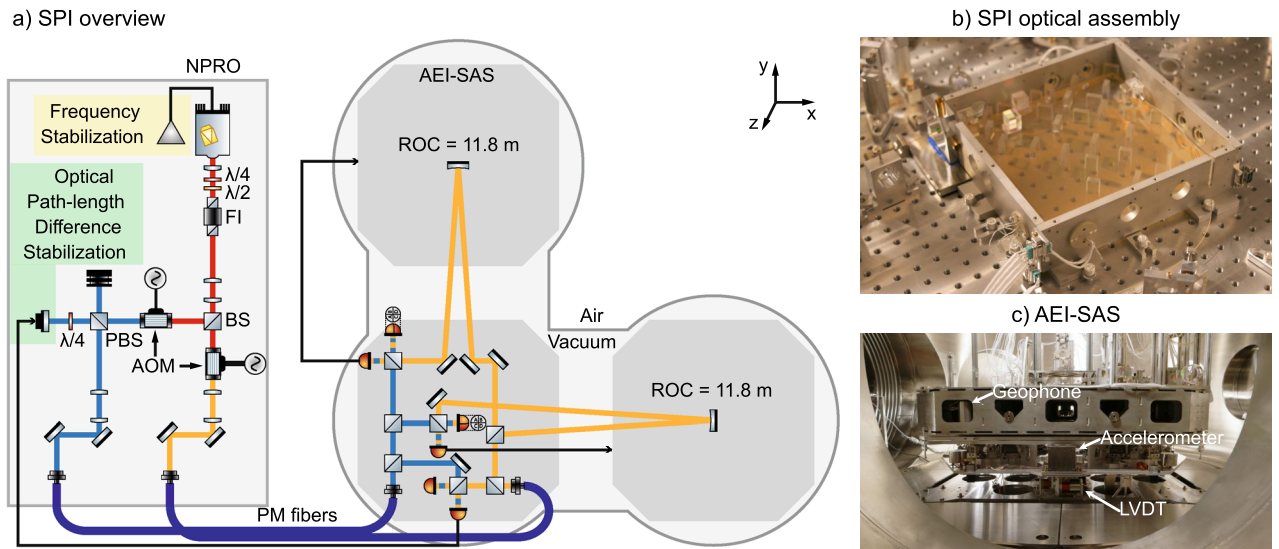 a) SPI overview
NPRO
Frequency
Stabilization
λ/4
λ/2
FI
Optical
Path-length
Difference
Stabilization
λ/4
PBS
BS
AOM
PM fibers
AEI-SAS
ROC = 11.8 m
Air
Vacuum
ROC = 11.8 m
y
x
z
b) SPI optical assembly
c) AEI-SAS
Geophone
Accelerometer
LVDT